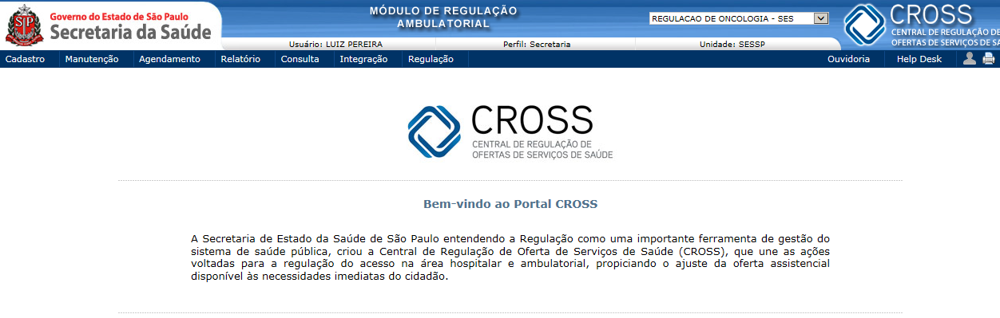 Governo do Estado de São Paulo
Secretaria da Saúde
MÓDULO DE REGULAÇÃO
AMBULATORIAL
REGULACAO DE ONCOLOGIA - SES
CROSS
CENTRAL DE REGULAÇÃO DE
OFERTAS DE SERVIÇOS DE SA
Usuário: LUIZ PEREIRA
Perfil: Secretaria
Unidade: SESSP
Cadastro
Manutenção
Agendamento
Relatório
Consulta
Integração
Regulação
Ouvidoria
Help Desk
CROSS
CENTRAL DE REGULAÇÃO DE
OFERTAS DE SERVIÇOS DE SAÚDE
Bem-vindo ao Portal CROSS
A Secretaria de Estado da Saúde de São Paulo entendendo a Regulação como uma importante ferramenta de gestão do
sistema de saúde pública, criou a Central de Regulação de Oferta de Serviços de Saúde (CROSS), que une as ações
voltadas para a regulação do acesso na área hospitalar e ambulatorial, propiciando o ajuste da oferta assistencial
disponível às necessidades imediatas do cidadão.